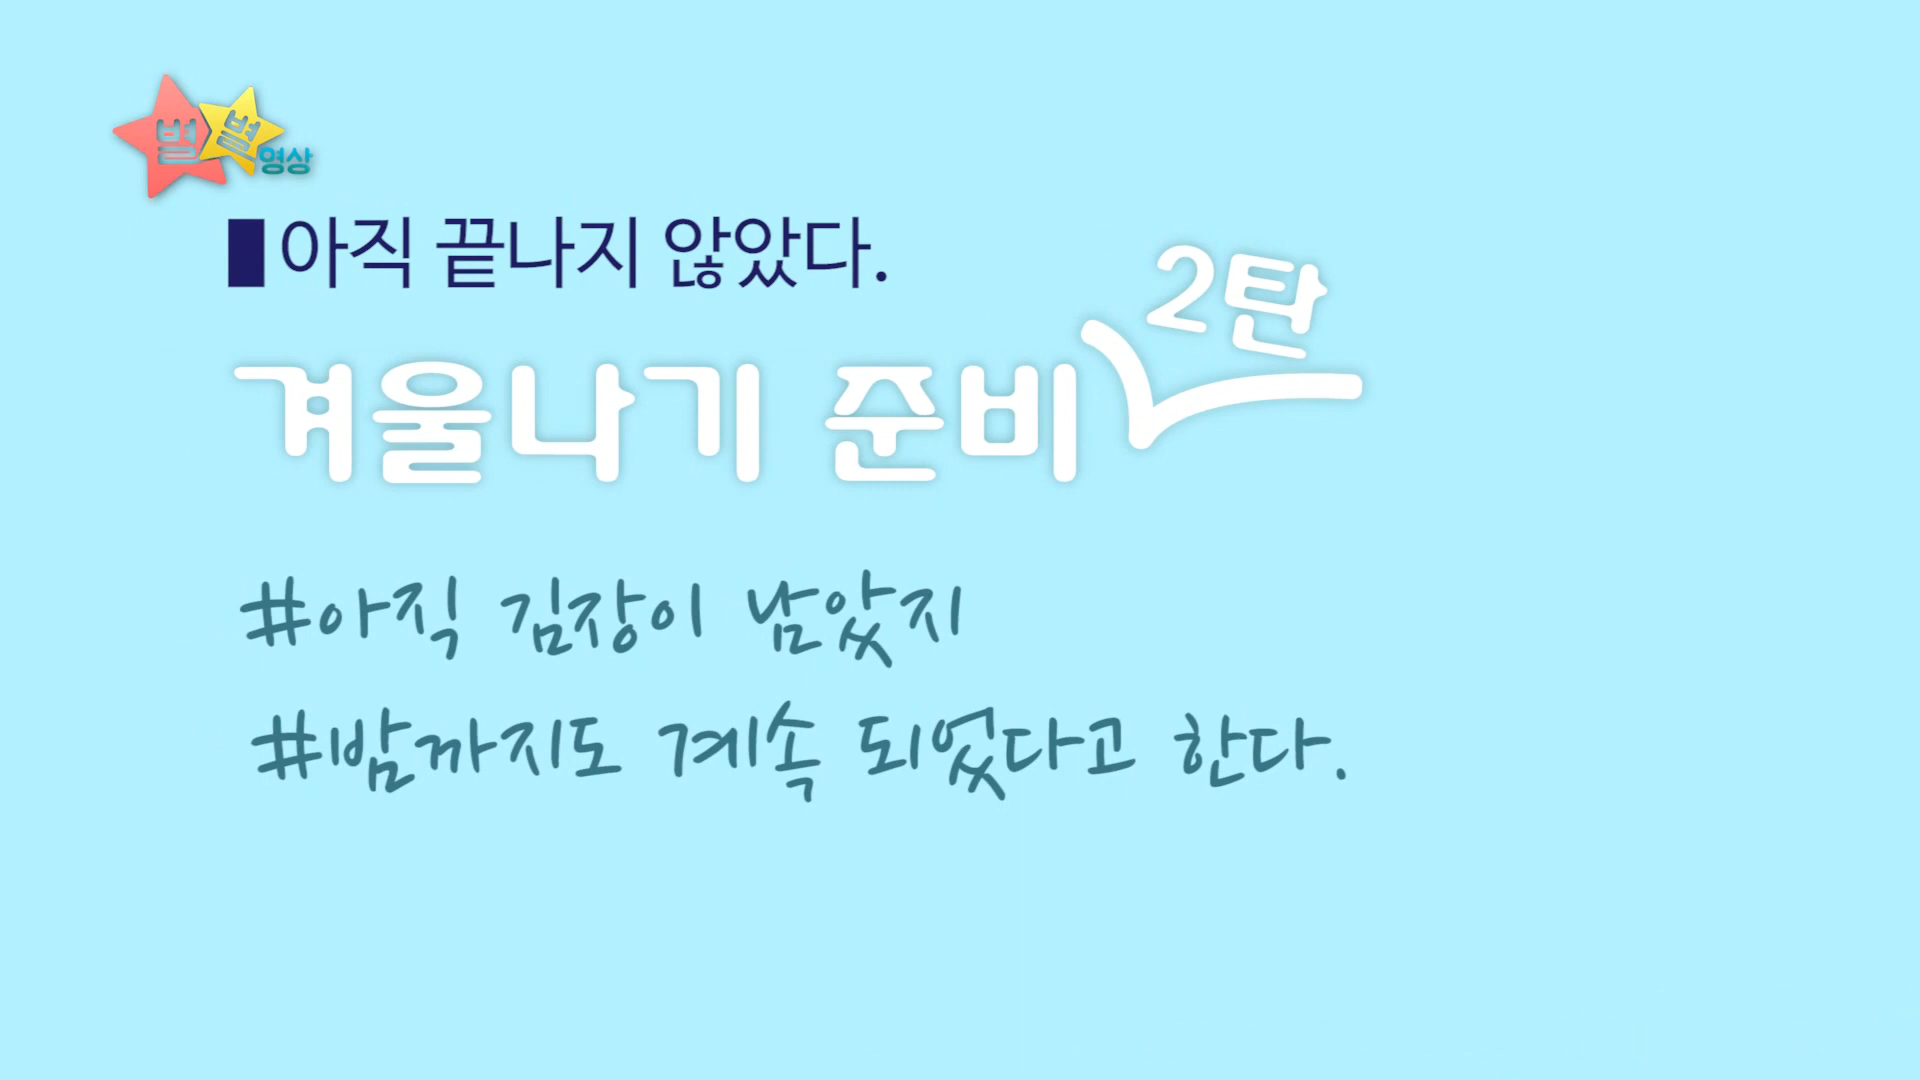 별별영상
▮아직 끝나지 않았다.
겨울나기 준비 2탄
#아직 김장이 남았지
#밤까지도 계속 되었다고 한다.